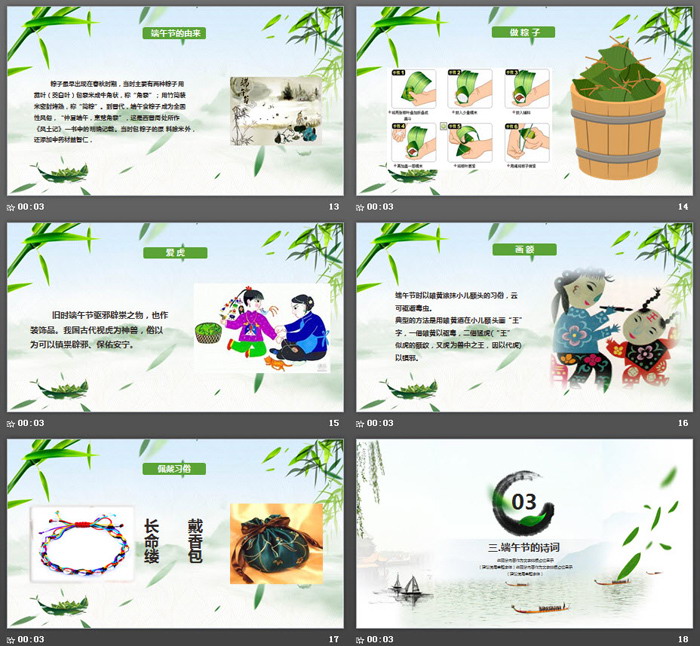 端午节的由来
粽子最早出现在春秋时期，当时主要有两种粽子 用
菰叶（茭白叶）包黍米成牛角状，称“角黍”；用竹筒装
米密封烤熟，称“筒粽”。到晋代，端午食粽子成为全国
性风俗，“仲夏端午，烹鹜角黍”，这是西晋周处所作
《风土记》一书中的明确记载。当时包粽子的原 料除米外，
还添加中药材益智仁，
00:03
13
做 粽 子
00:03
14
爱 虎
旧时端午节驱邪辟祟之物，也作
装饰品。我国古代视虎为神兽，俗以
为可以镇祟辟邪、保佑安宁。
00:03
15
画 额
端午节时以雄黄涂抹小儿额头的习俗，云
可驱避毒虫。
典型的方法是用雄黄酒在小儿额头画“王”
字，一借雄黄以驱毒，二借猛虎(“王”
似虎的额纹，又虎为兽中之王，因以代虎)
以镇邪。
00:03
16
佩戴习俗
长命缕
戴香包
00:03
17
03
三.端午节的诗词
00:03
18